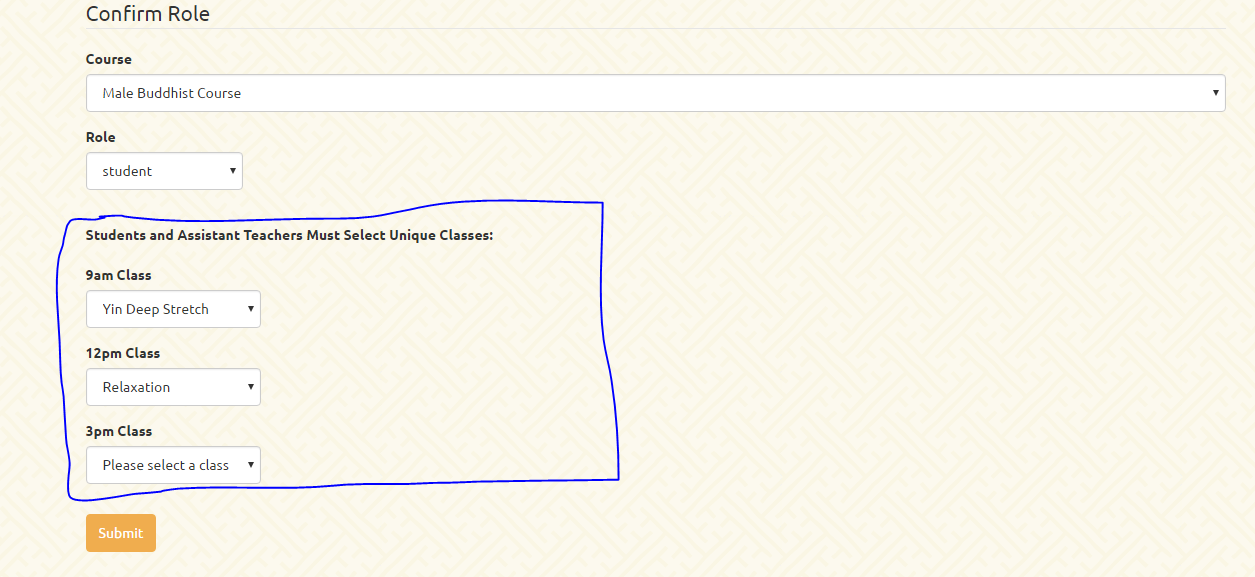 Confirm Role
Course
Male Buddhist Course
Role
student
Students and Assistant Teachers Must Select Unique Classes:
9am Class
Yin Deep Stretch
12pm Class
Relaxation
3pm Class
Please select a class
Submit